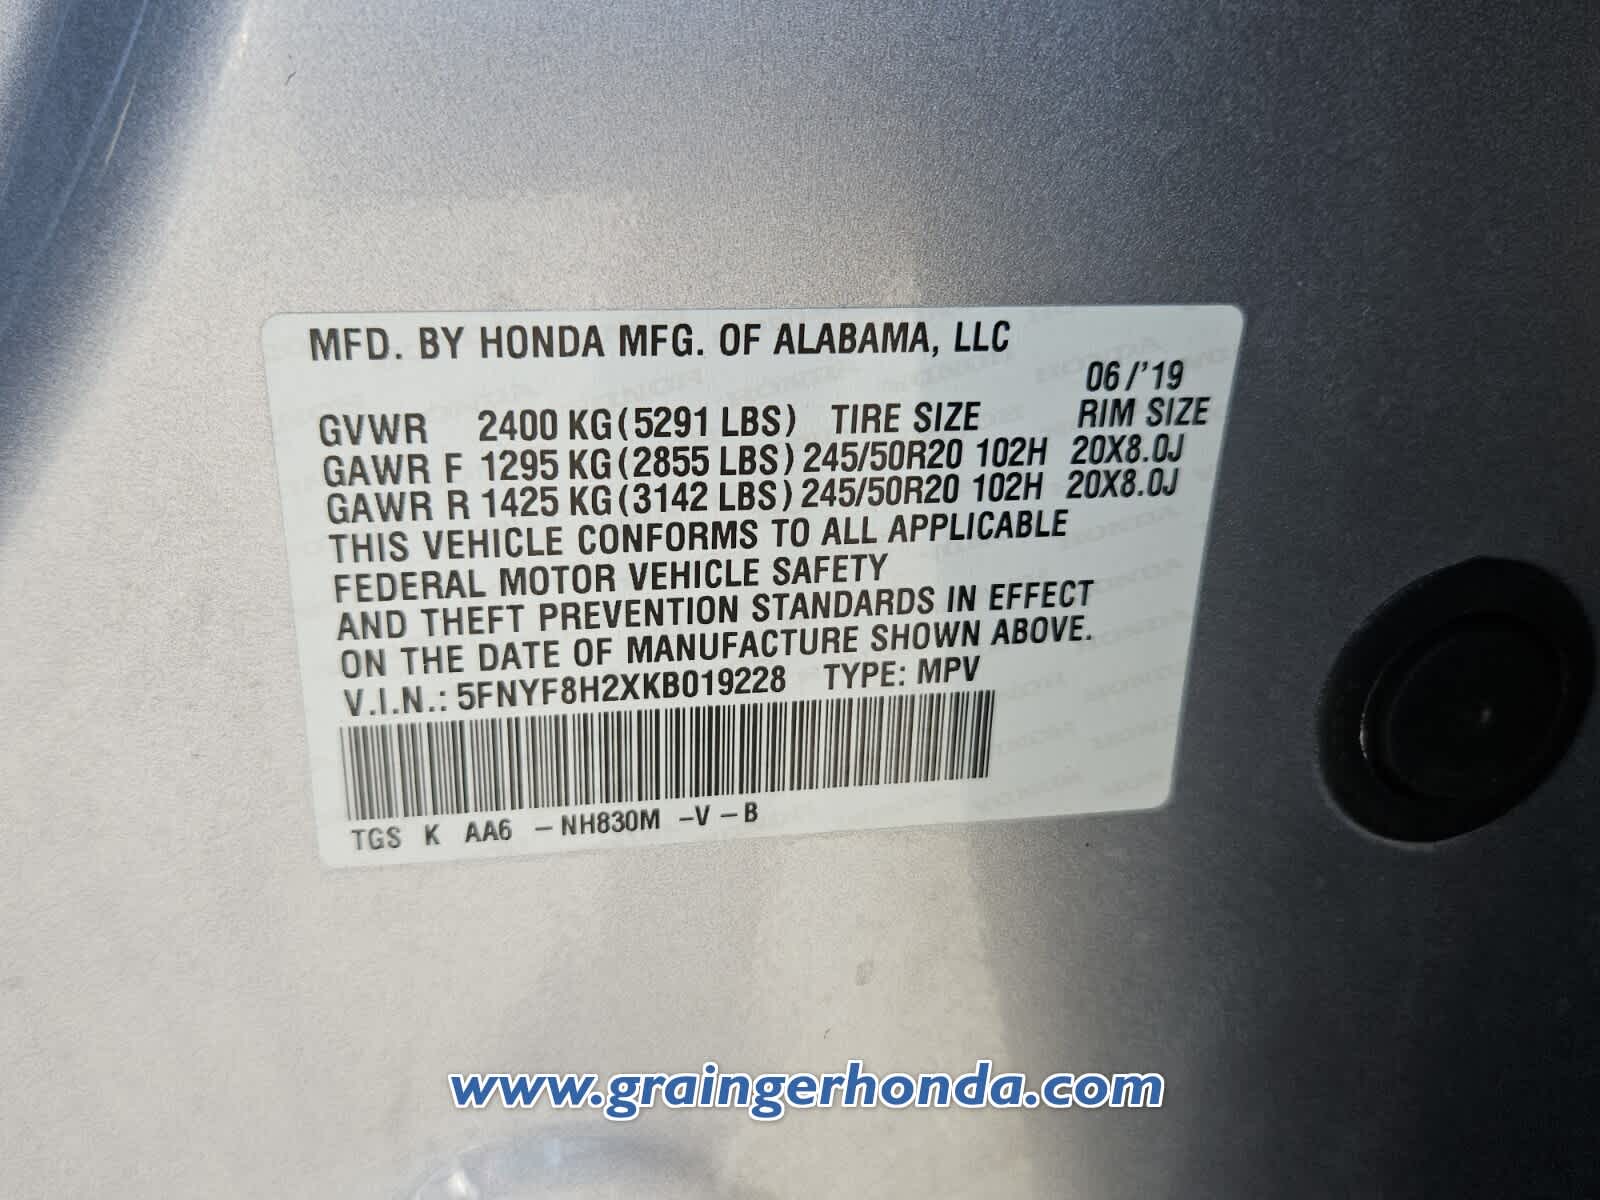 MFD. BY HONDA MFG. OF ALABAMA, LLC
06/'19
GVWR 2400 KG(5291 LBS) TIRE SIZE RIM SIZE
GAWR F 1295 KG(2855 LBS) 245/50R20 102H 20X8.0J
GAWR R 1425 KG(3142 LBS) 245/50R20 102H 20X8.0J
THIS VEHICLE CONFORMS TO ALL APPLICABLE
FEDERAL MOTOR VEHICLE SAFETY
AND THEFT PREVENTION STANDARDS IN EFFECT
ON THE DATE OF MANUFACTURE SHOWN ABOVE.
V.I.N.: 5FNYF8H2XKB019228 TYPE: MPV
TGS K AA6 -NH830M -V-B
www.graingerhonda.com